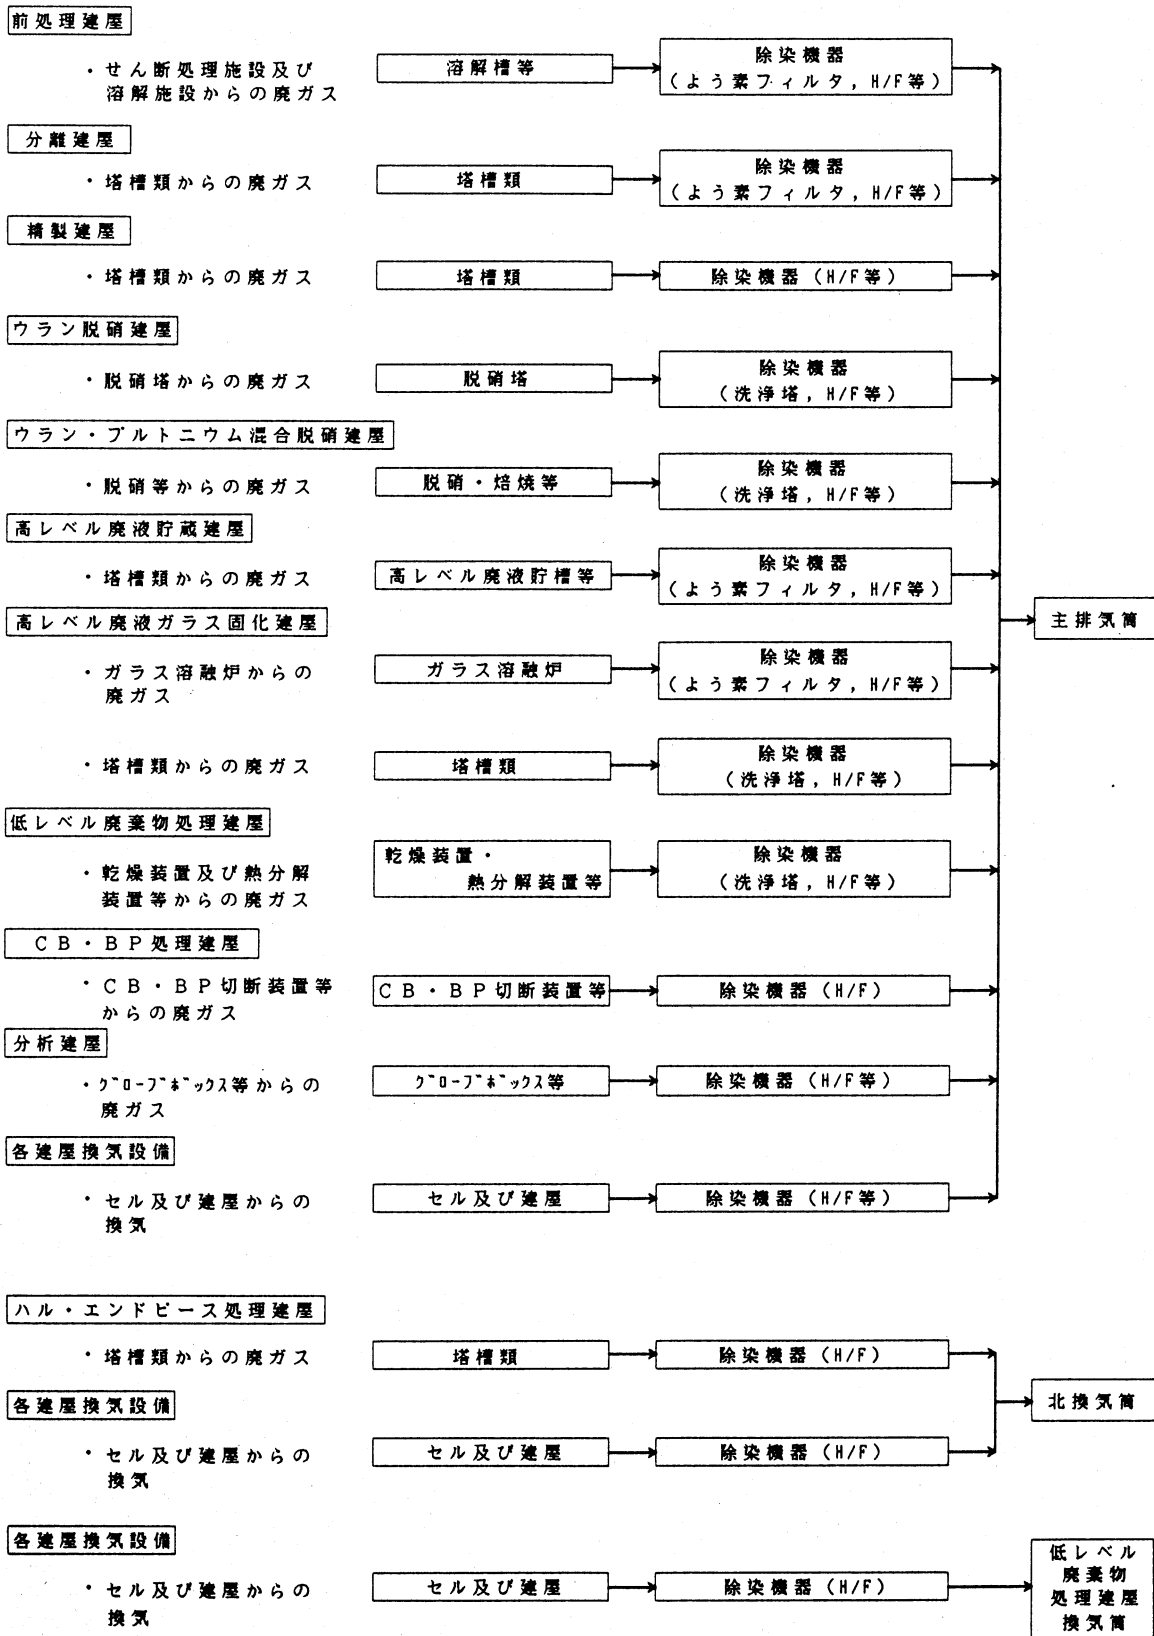 前処理建屋
・せん断処理施設及び
溶解施設からの廃ガス
溶解槽等
除染機器
(よう素フィルタ, H/F等)
分離建屋
・塔槽類からの廃ガス
塔槽類
除染機器
(よう素フィルタ, H/F等)
精製建屋
・塔槽類からの廃ガス
塔槽類
除染機器 (H/F等)
ウラン脱硝建屋
・脱硝塔からの廃ガス
脱硝塔
除染機器
(洗浄塔, H/F等)
ウラン・プルトニウム混合脱硝建屋
・脱硝等からの廃ガス
脱硝・焙焼等
除染機器
(洗浄塔, H/F等)
高レベル廃液貯蔵建屋
・塔槽類からの廃ガス
高レベル廃液貯槽等
除染機器
(よう素フィルタ, H/F等)
主排気筒
高レベル廃液ガラス固化建屋
・ガラス溶融炉からの
廃ガス
ガラス溶融炉
除染機器
(よう素フィルタ, H/F等)
・塔槽類からの廃ガス
塔槽類
除染機器
(洗浄塔, H/F等)
低レベル廃棄物処理建屋
・乾燥装置及び熱分解
装置等からの廃ガス
乾燥装置・
熱分解装置等
除染機器
(洗浄塔, H/F等)
CB・BP処理建屋
・CB・BP切断装置等
からの廃ガス
CB・BP切断装置等
除染機器 (H/F)
分析建屋
・グローブボックス等からの
廃ガス
グローブボックス等
除染機器 (H/F等)
各建屋換気設備
・セル及び建屋からの
換気
セル及び建屋
除染機器 (H/F等)
ハル・エンドピース処理建屋
・塔槽類からの廃ガス
塔槽類
除染機器 (H/F)
北換気筒
各建屋換気設備
・セル及び建屋からの
換気
セル及び建屋
除染機器 (H/F)
各建屋換気設備
・セル及び建屋からの
換気
セル及び建屋
除染機器 (H/F)
低レベル
廃棄物
処理建屋
換気筒